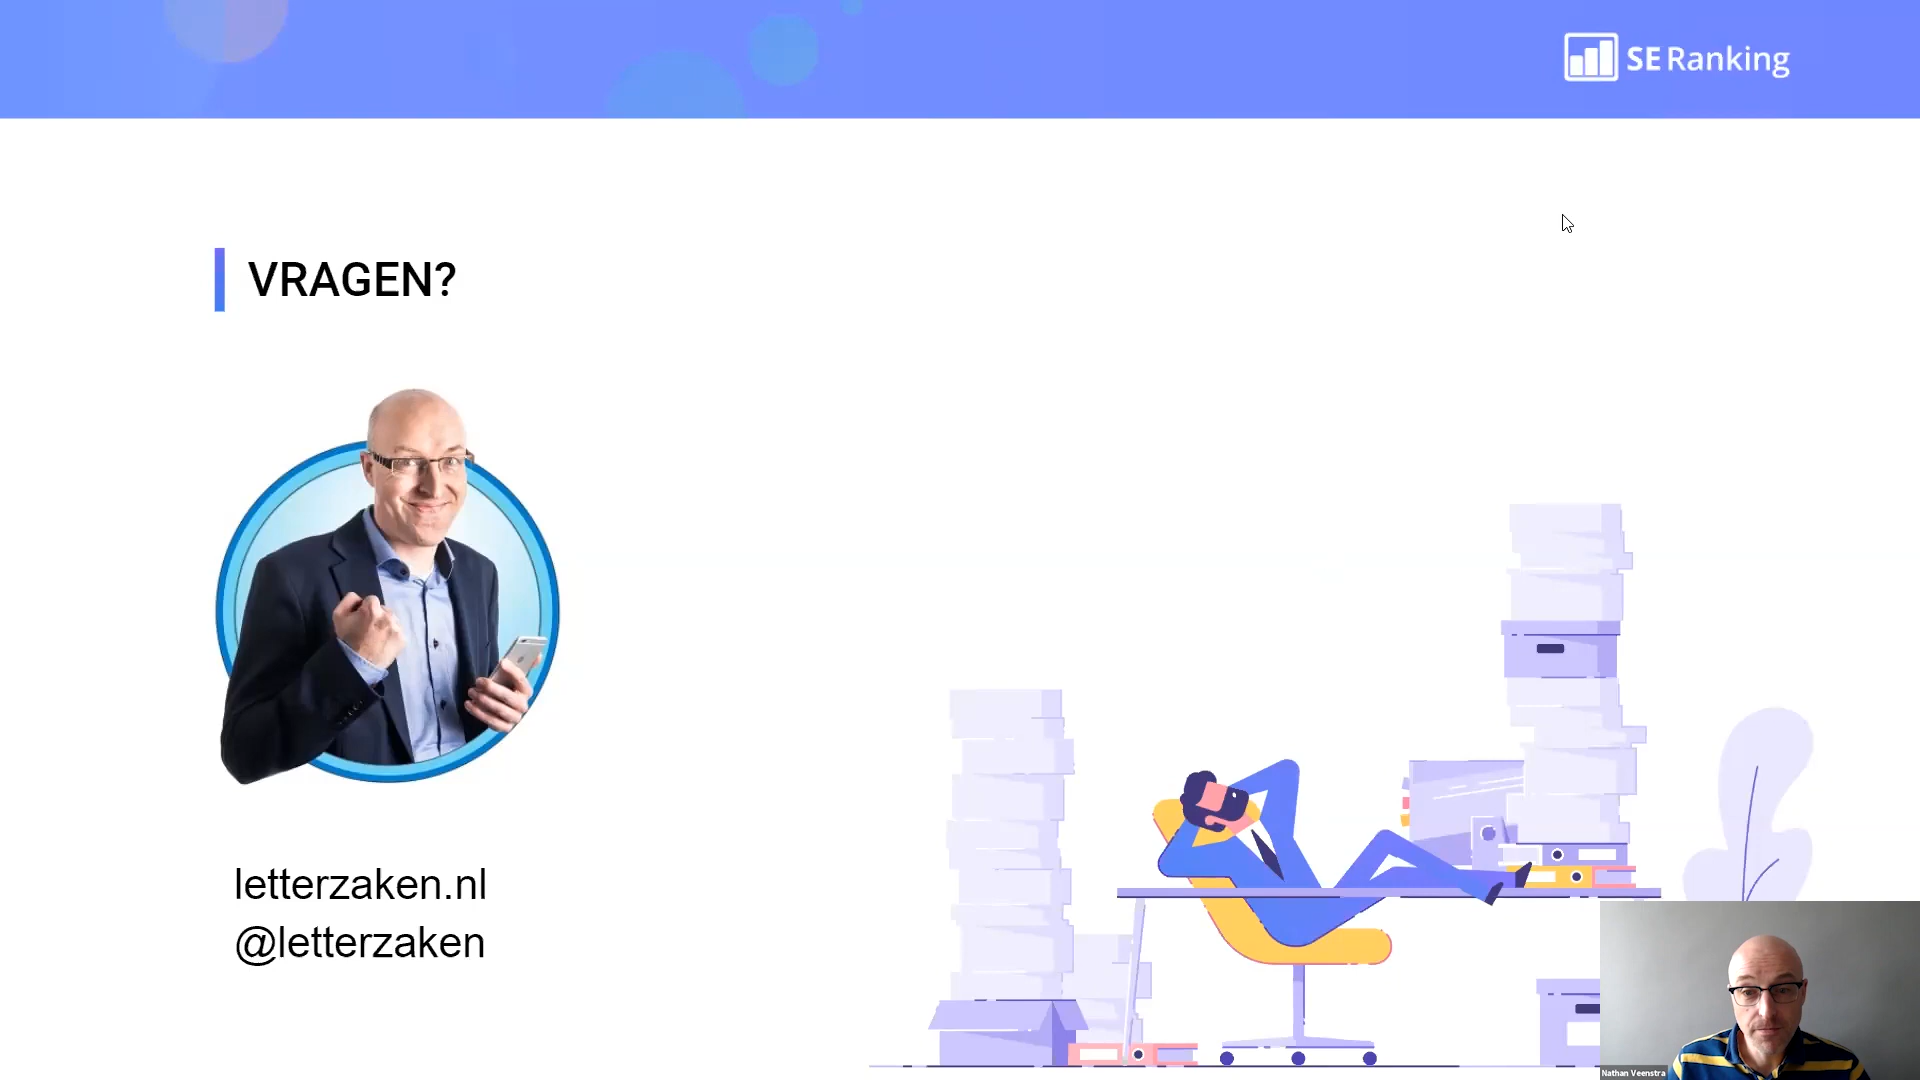 SE Ranking
VRAGEN?
letterzaken.nl
@letterzaken
Nathan Veenstra